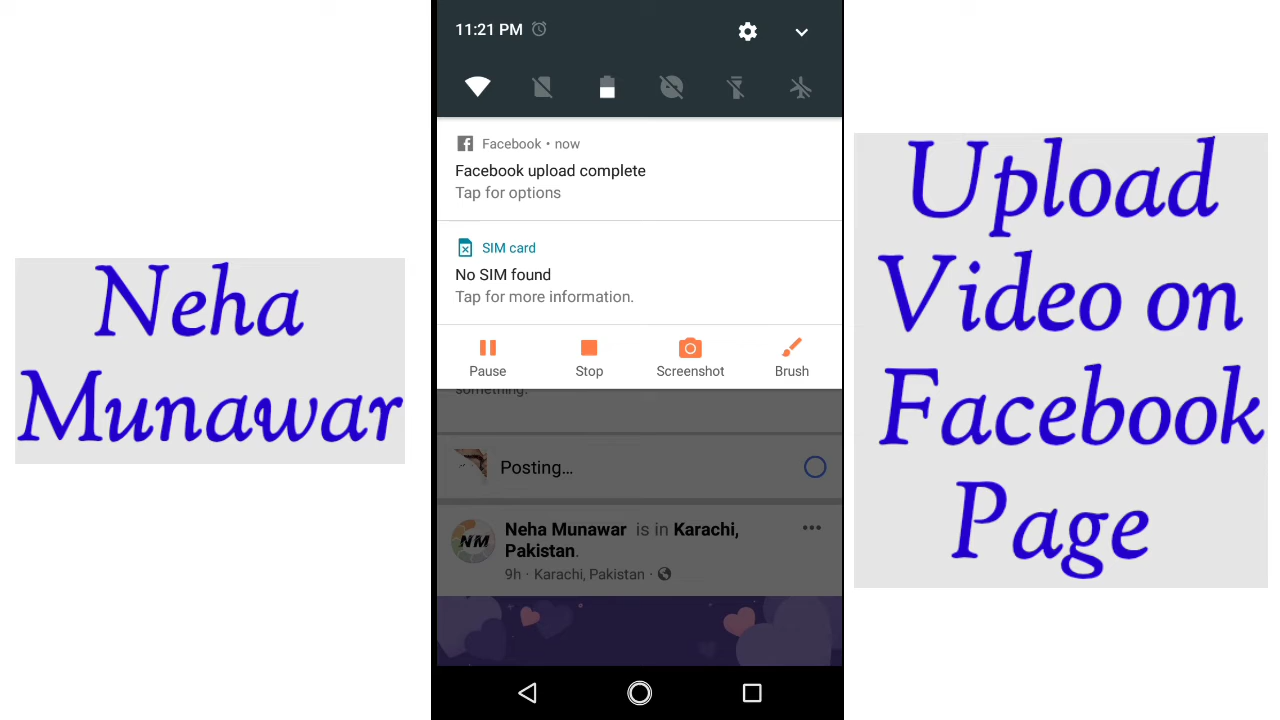 Neha
Munawar
11:21 PM
Facebook • now
Facebook upload complete
Tap for options
SIM card
No SIM found
Tap for more information.
Pause Stop Screenshot Brush
something.
Posting...
NM
Neha Munawar is in Karachi,
Pakistan.
9h · Karachi, Pakistan ·
Upload
Video on
Facebook
Page